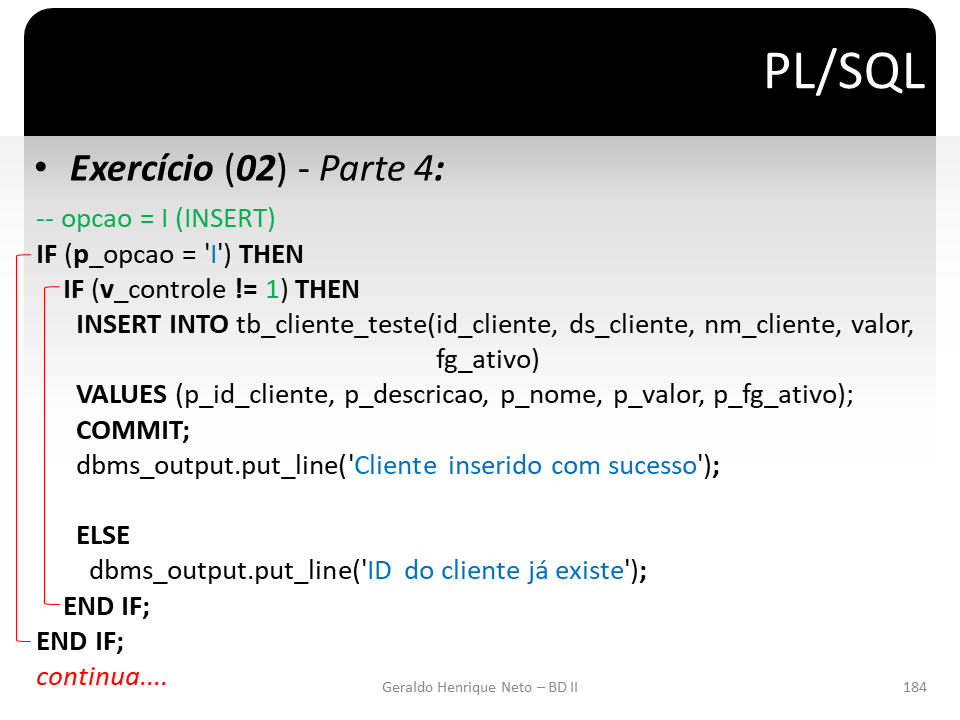 PL/SQL
• Exercício (02) - Parte 4:
-- opcao = I (INSERT)
IF (p_opcao = 'I') THEN
IF (v_controle != 1) THEN
INSERT INTO tb_cliente_teste(id_cliente, ds_cliente, nm_cliente, valor,
fg_ativo)
VALUES (p_id_cliente, p_descricao, p_nome, p_valor, p_fg_ativo);
COMMIT;
dbms_output.put_line('Cliente inserido com sucesso');
ELSE
dbms_output.put_line('ID do cliente já existe');
END IF;
END IF;
continua....
Geraldo Henrique Neto – BD II
184